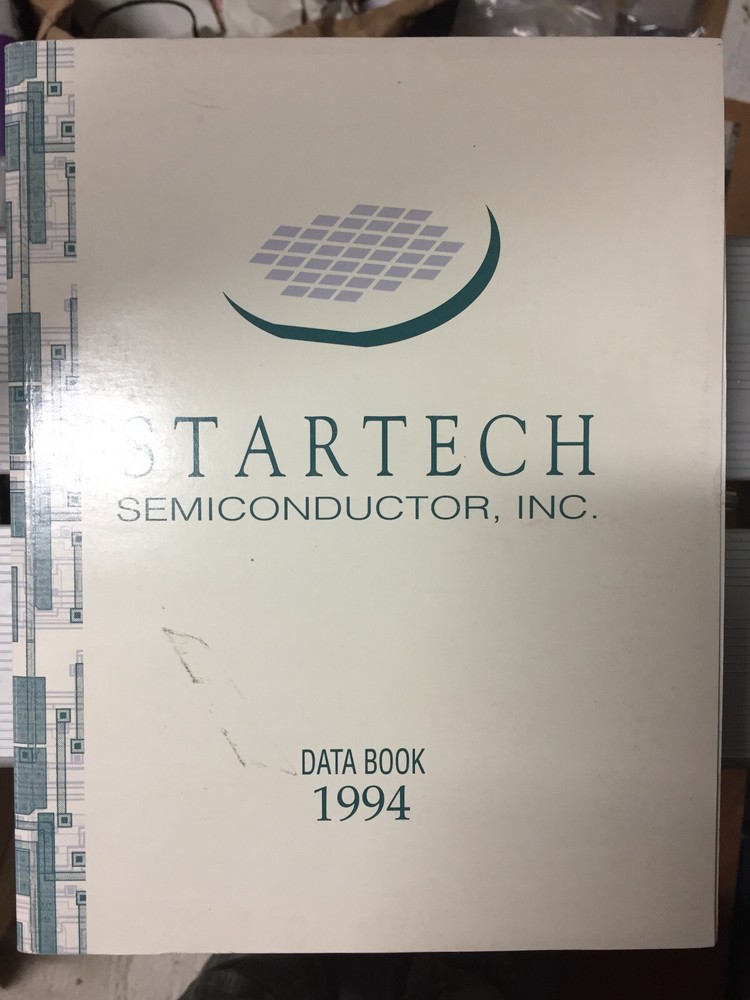 STARTECH
SEMICONDUCTOR, INC.
DATA BOOK
1994